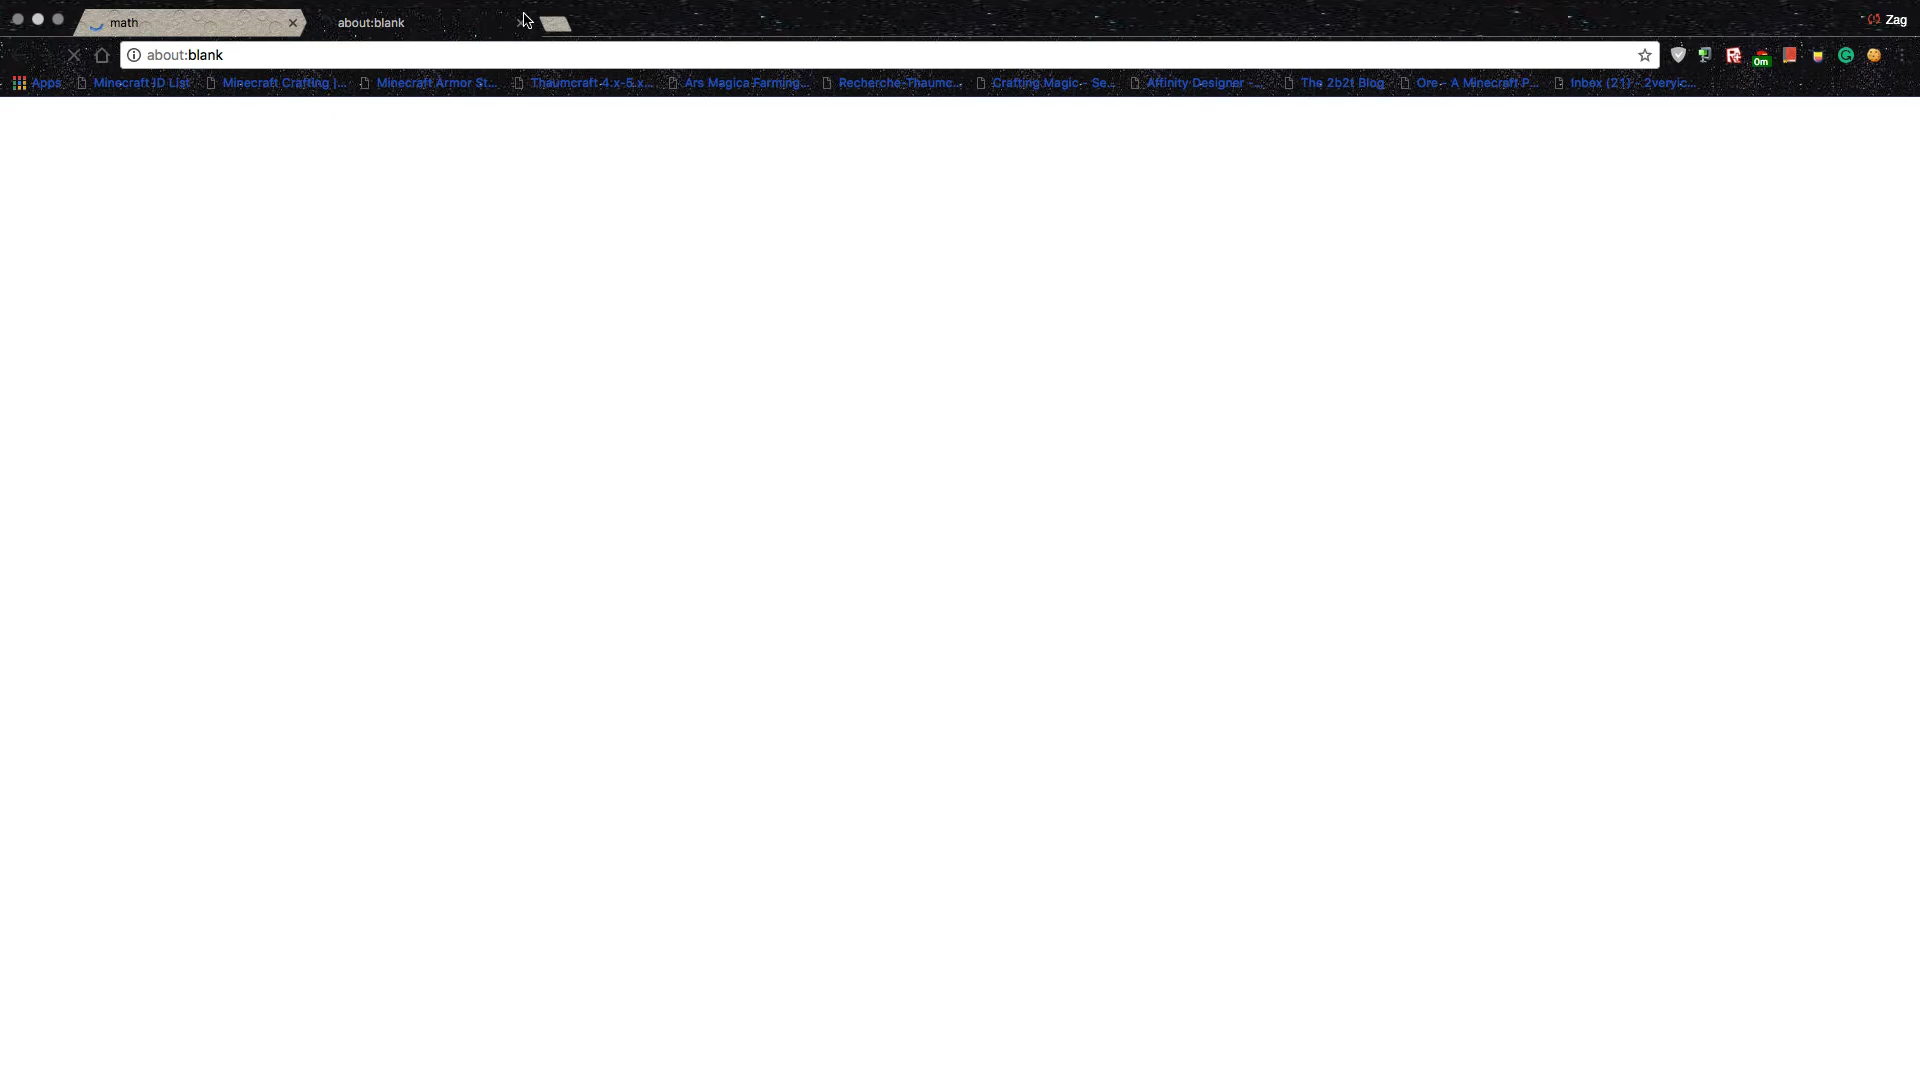 math
about:blank
Zag
about:blank
0m
Apps
Minecraft ID List
Minecraft Crafting |...
Minecraft Armor St...
Thaumcraft 4.x-5.x...
Ars Magica Farming...
Recherche-Thaumc...
Crafting Magic - Se...
Affinity Designer -...
The 2b2t Blog
Ore - A Minecraft P...
Inbox (21) - 2veryic...